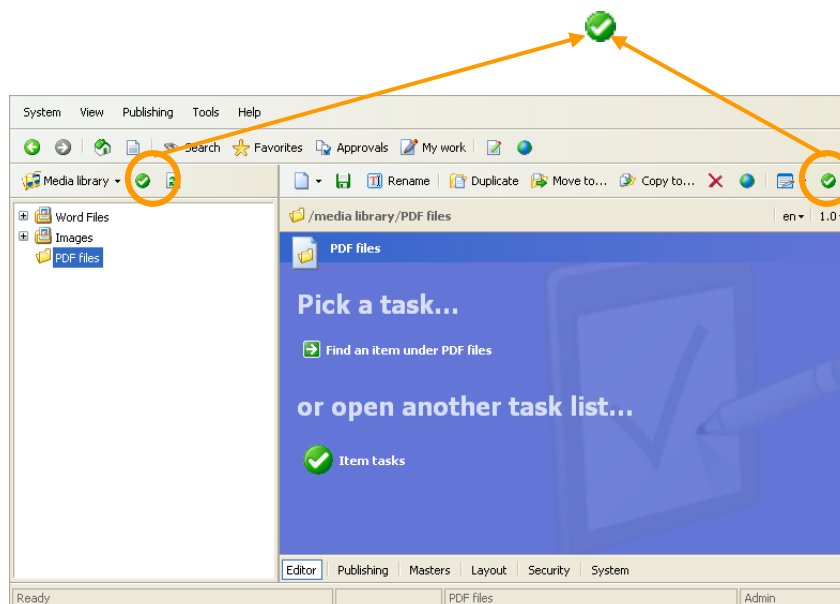 System View Publishing Tools Help
Search Favorites Approvals My work
Media library
Rename Duplicate Move to... Copy to...
Word Files
Images
PDF files
/media library/PDF files en 1.0
PDF files
Pick a task...
Find an item under PDF files
or open another task list...
Item tasks
Editor Publishing Masters Layout Security System
Ready PDF files Admin